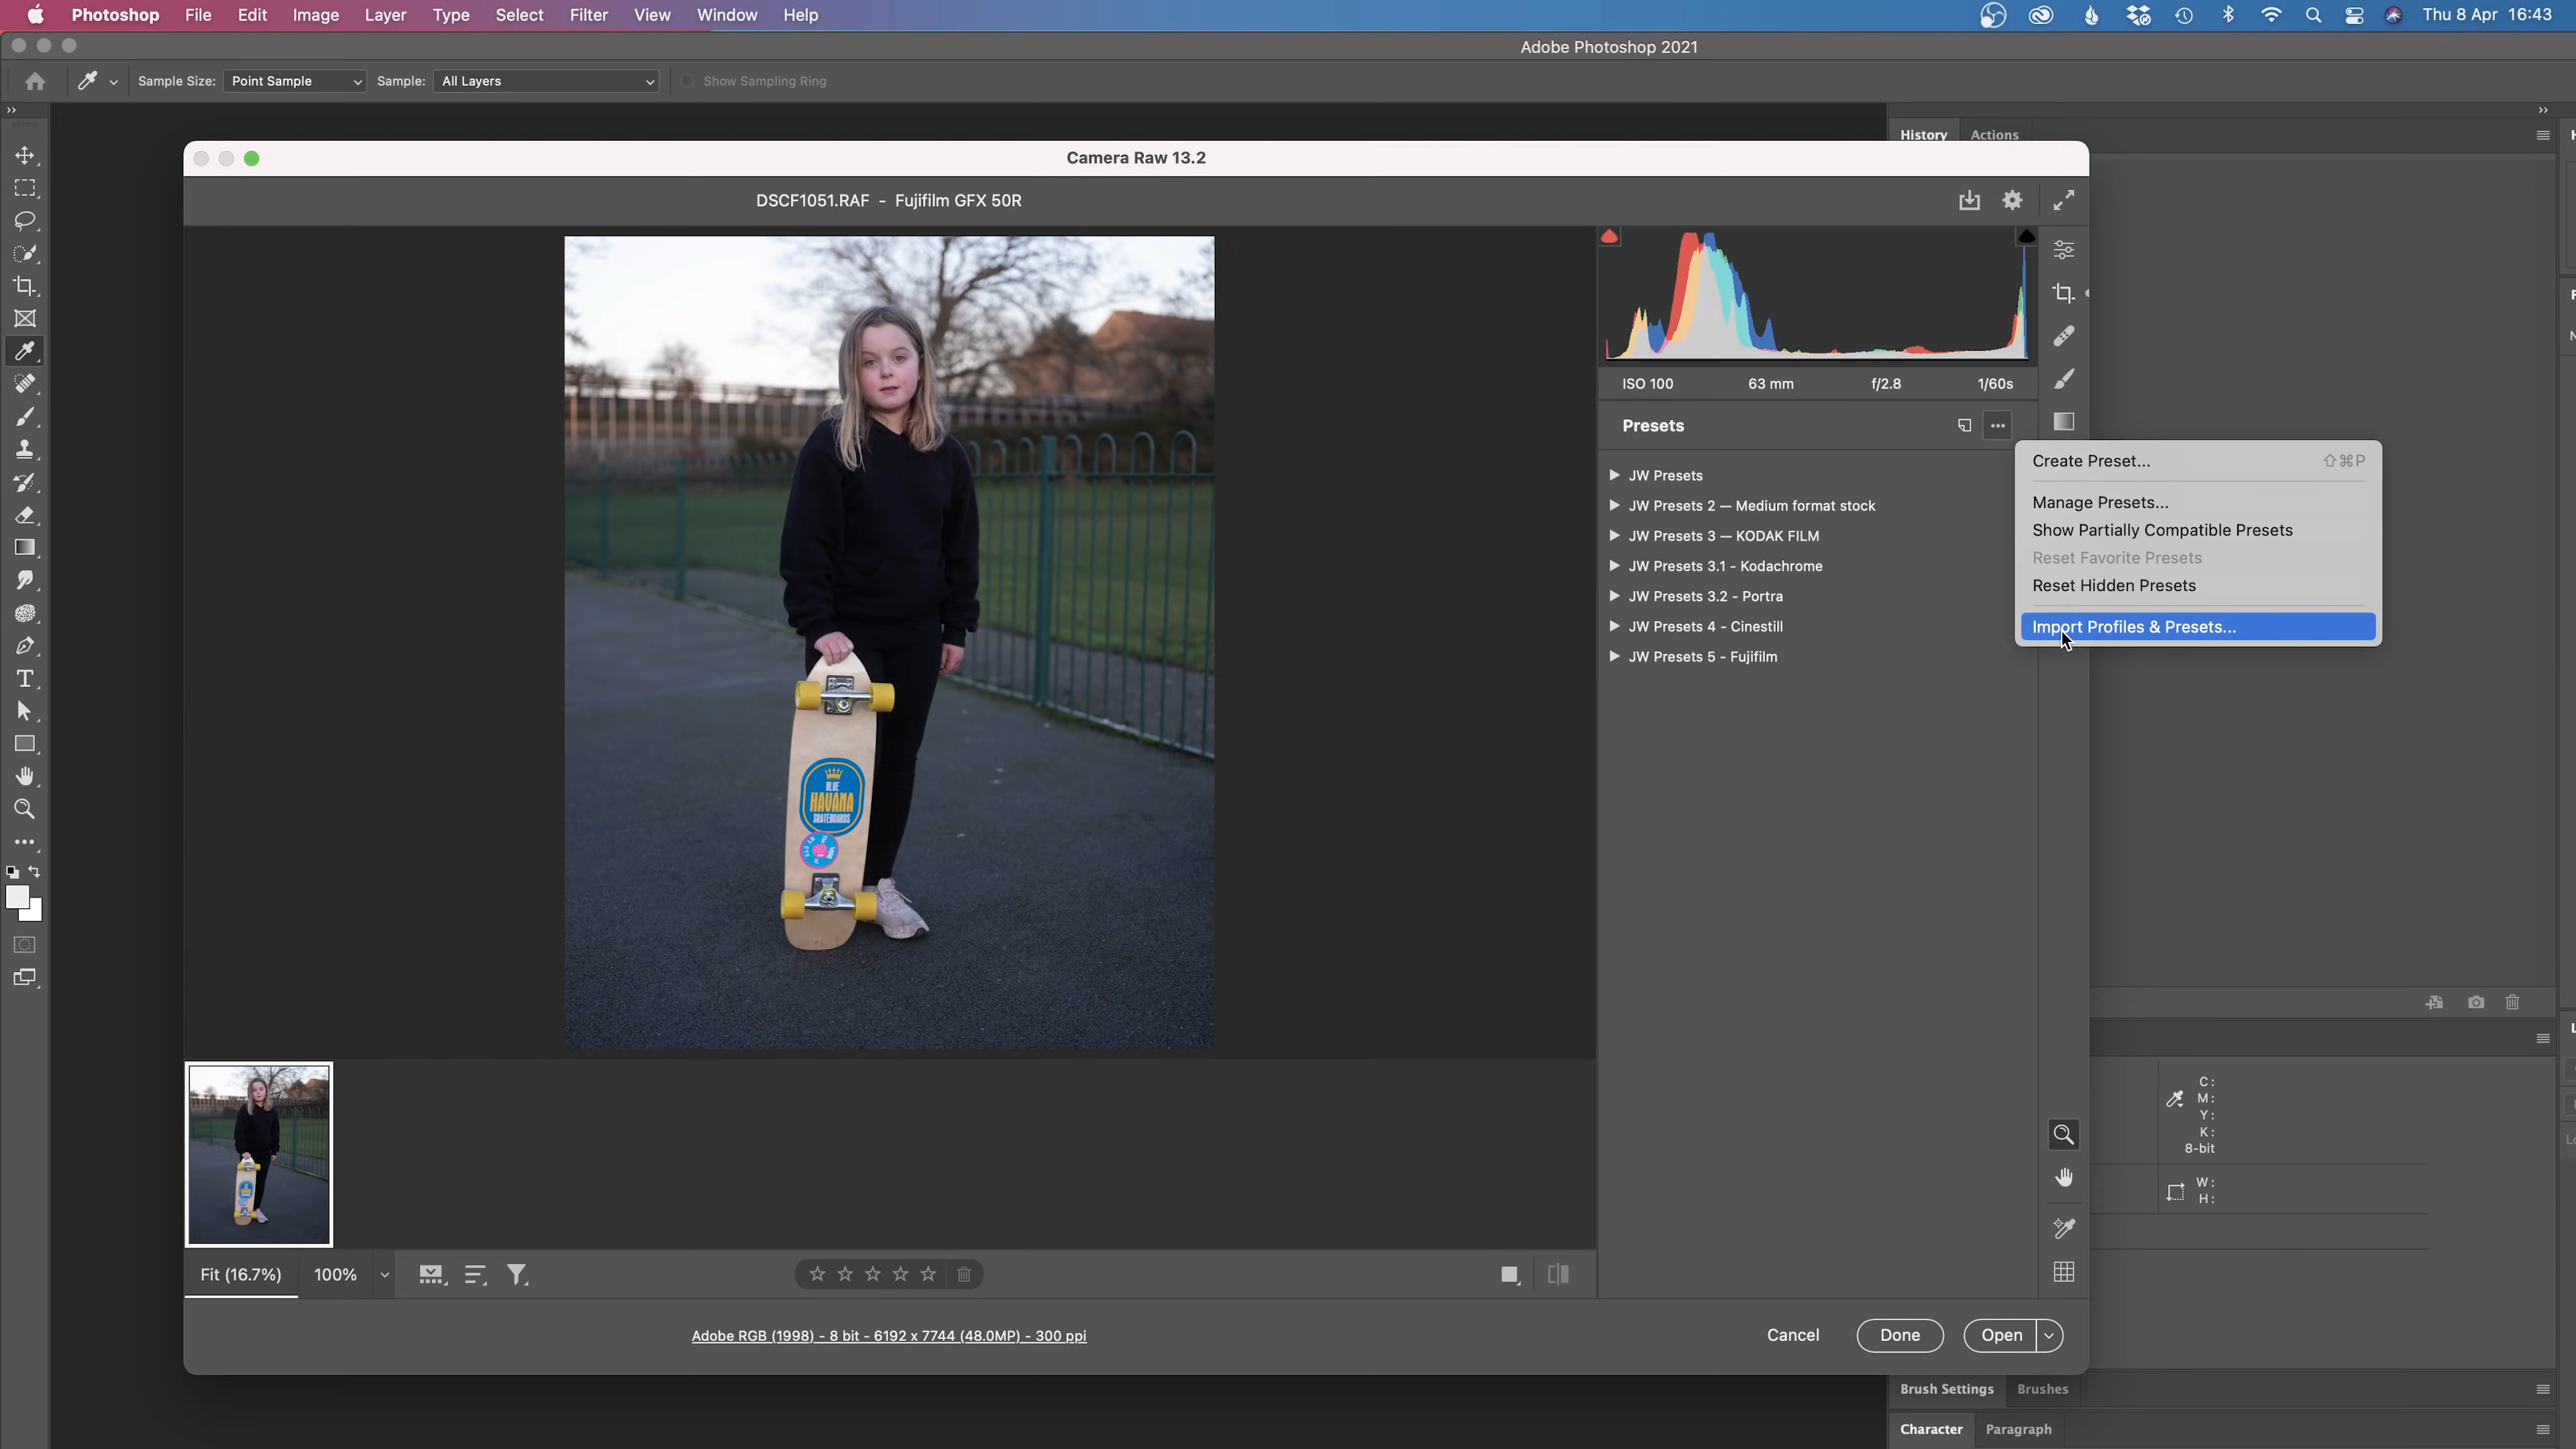 Photoshop File Edit Image Layer Type Select Filter View Window Help Thu 8 Apr 16:43
Adobe Photoshop 2021
Sample Size: Point Sample Sample: All Layers Show Sampling Ring
History Actions
Camera Raw 13.2
DSCF1051.RAF - Fujifilm GFX 50R
ISO 100 63 mm f/2.8 1/60s
Presets
JW Presets
JW Presets 2 — Medium format stock
JW Presets 3 — KODAK FILM
JW Presets 3.1 - Kodachrome
JW Presets 3.2 - Portra
JW Presets 4 - Cinestill
JW Presets 5 - Fujifilm
Create Preset... ⇧⌘P
Manage Presets...
Show Partially Compatible Presets
Reset Favorite Presets
Reset Hidden Presets
Import Profiles & Presets...
BLUE
HAVANA
SKATEBOARDS
C:
M:
Y:
K:
8-bit
W:
H:
Fit (16.7%) 100%
Adobe RGB (1998) - 8 bit - 6192 x 7744 (48.0MP) - 300 ppi
Cancel Done Open
Brush Settings Brushes
Character Paragraph